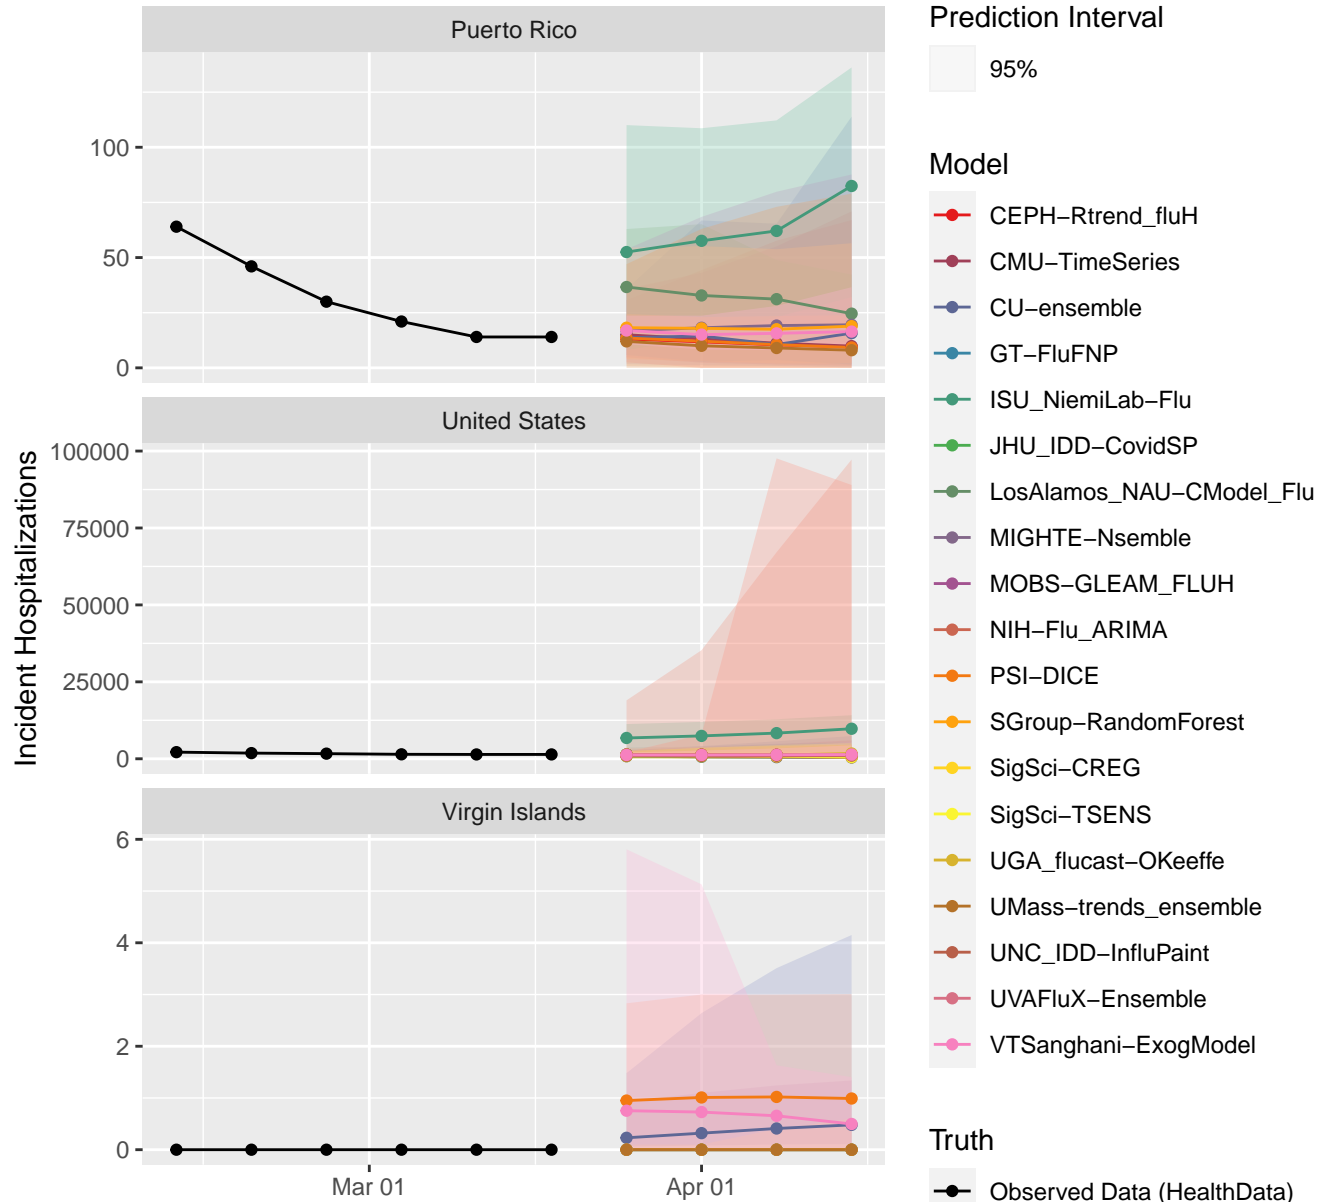 Puerto Rico
100
50
0
United States
100000
75000
50000
25000
0
Virgin Islands
6
4
2
0
Mar 01
Apr 01
Incident Hospitalizations
Prediction Interval
95%
Model
CEPH−Rtrend_fluH
CMU−TimeSeries
CU−ensemble
GT−FluFNP
ISU_NiemiLab−Flu
JHU_IDD−CovidSP
LosAlamos_NAU−CModel_Flu
MIGHTE−Nsemble
MOBS−GLEAM_FLUH
NIH−Flu_ARIMA
PSI−DICE
SGroup−RandomForest
SigSci−CREG
SigSci−TSENS
UGA_flucast−OKeeffe
UMass−trends_ensemble
UNC_IDD−InfluPaint
UVAFluX−Ensemble
VTSanghani−ExogModel
Truth
Observed Data (HealthData)